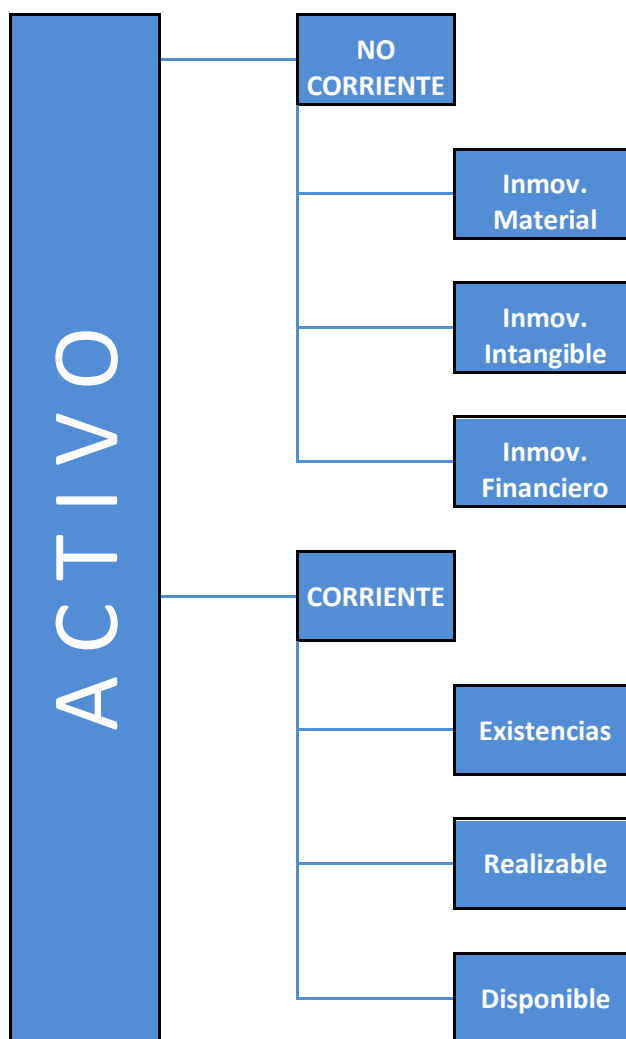 ACTIVO
NO
CORRIENTE
Inmov.
Material
Inmov.
Intangible
Inmov.
Financiero
CORRIENTE
Existencias
Realizable
Disponible